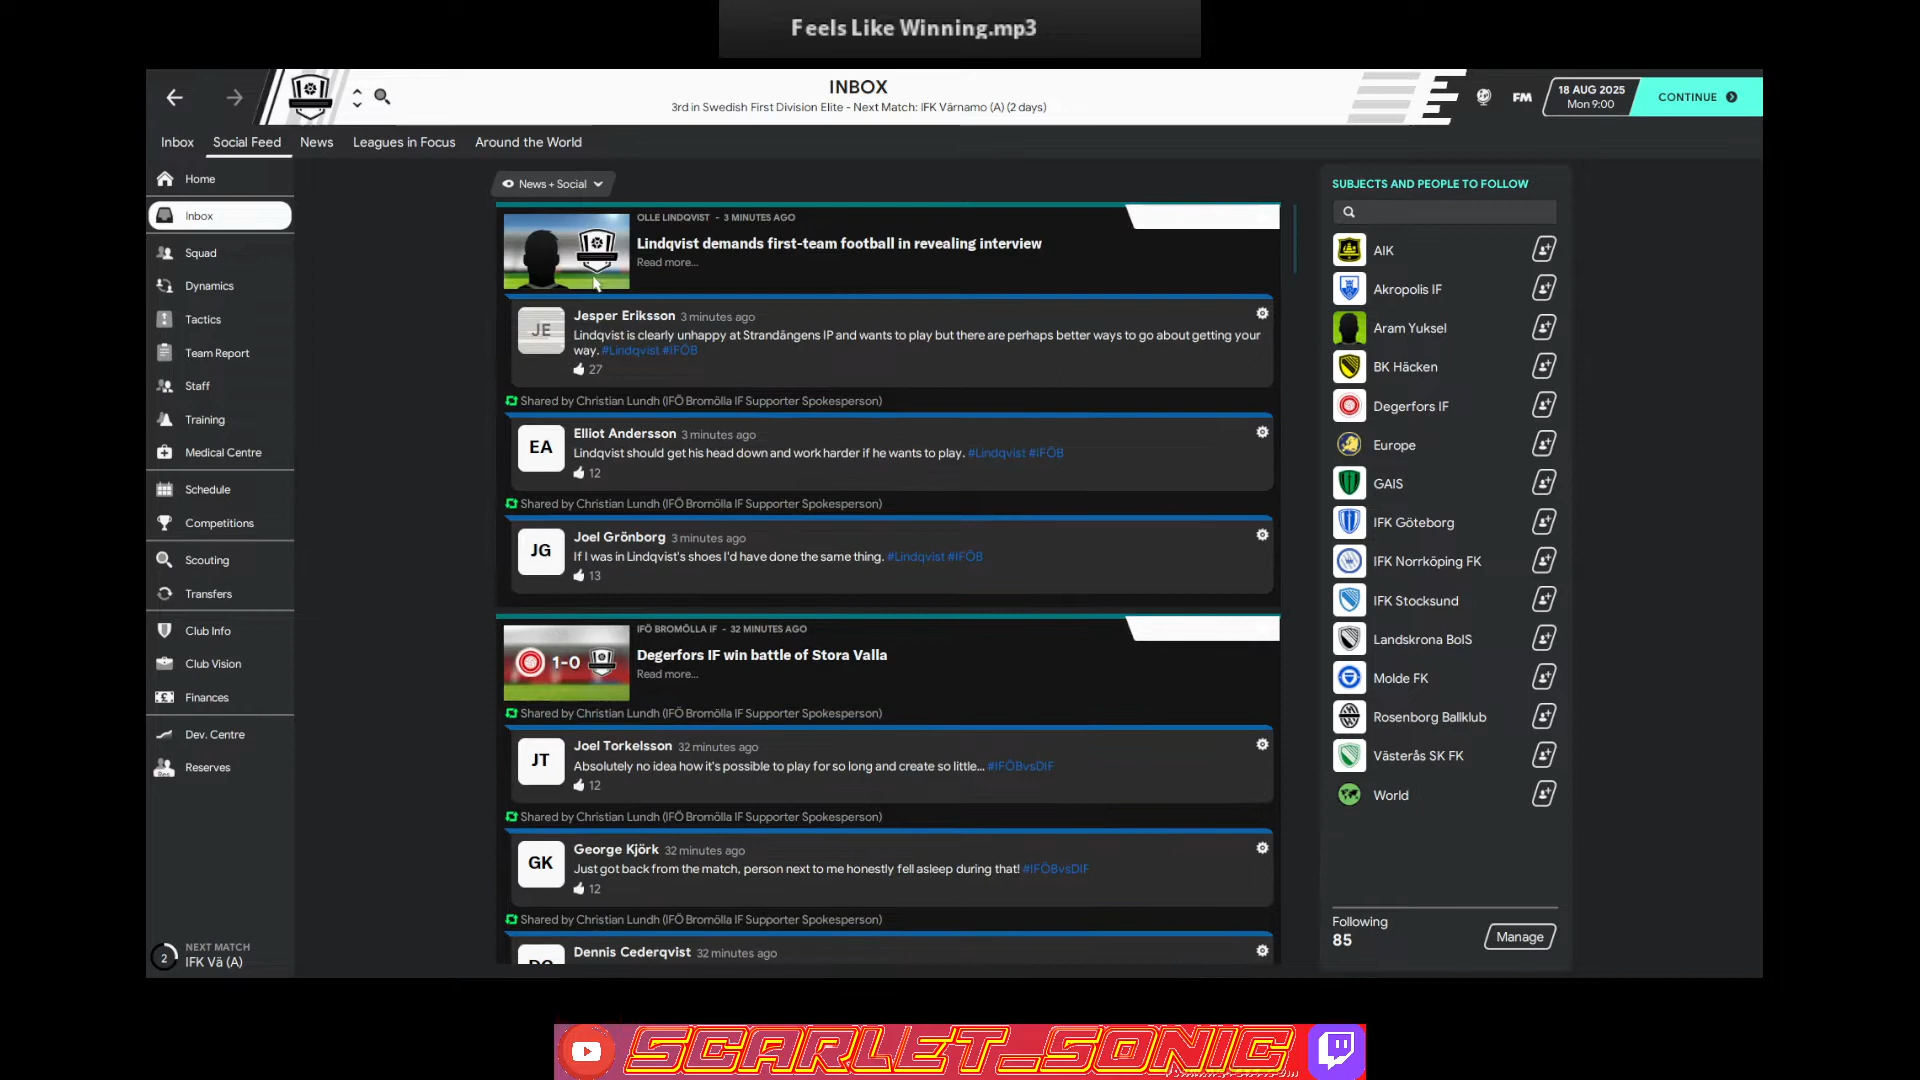 Feels Like Winning.mp3
INBOX
3rd in Swedish First Division Elite - Next Match: IFK Värnamo (A) (2 days)
FM
18 AUG 2025
Mon 9:00
CONTINUE
Inbox
Social Feed
News
Leagues in Focus
Around the World
Home
Inbox
Squad
Dynamics
Tactics
Team Report
Staff
Training
Medical Centre
Schedule
Competitions
Scouting
Transfers
Club Info
Club Vision
Finances
Dev. Centre
Reserves
2
NEXT MATCH
IFK Vä (A)
News + Social
OLLE LINDQVIST - 3 MINUTES AGO
Lindqvist demands first-team football in revealing interview
Read more...
JE
Jesper Eriksson 3 minutes ago
Lindqvist is clearly unhappy at Strandängens IP and wants to play but there are perhaps better ways to go about getting your
way. #Lindqvist #IFÖB
27
Shared by Christian Lundh (IFÖ Bromölla IF Supporter Spokesperson)
EA
Elliot Andersson 3 minutes ago
Lindqvist should get his head down and work harder if he wants to play. #Lindqvist #IFÖB
12
Shared by Christian Lundh (IFÖ Bromölla IF Supporter Spokesperson)
JG
Joel Grönborg 3 minutes ago
If I was in Lindqvist's shoes I'd have done the same thing. #Lindqvist #IFÖB
13
IFÖ BROMÖLLA IF - 32 MINUTES AGO
1-0
Degerfors IF win battle of Stora Valla
Read more...
Shared by Christian Lundh (IFÖ Bromölla IF Supporter Spokesperson)
JT
Joel Torkelsson 32 minutes ago
Absolutely no idea how it's possible to play for so long and create so little... #IFÖBvsDIF
12
Shared by Christian Lundh (IFÖ Bromölla IF Supporter Spokesperson)
GK
George Kjörk 32 minutes ago
Just got back from the match, person next to me honestly fell asleep during that! #IFÖBvsDIF
12
Shared by Christian Lundh (IFÖ Bromölla IF Supporter Spokesperson)
Dennis Cederqvist 32 minutes ago
SUBJECTS AND PEOPLE TO FOLLOW
AIK
Akropolis IF
Aram Yuksel
BK Häcken
Degerfors IF
Europe
GAIS
IFK Göteborg
IFK Norrköping FK
IFK Stocksund
Landskrona BoIS
Molde FK
Rosenborg Ballklub
Västerås SK FK
World
Following
85
Manage
SCARLET_SONIC